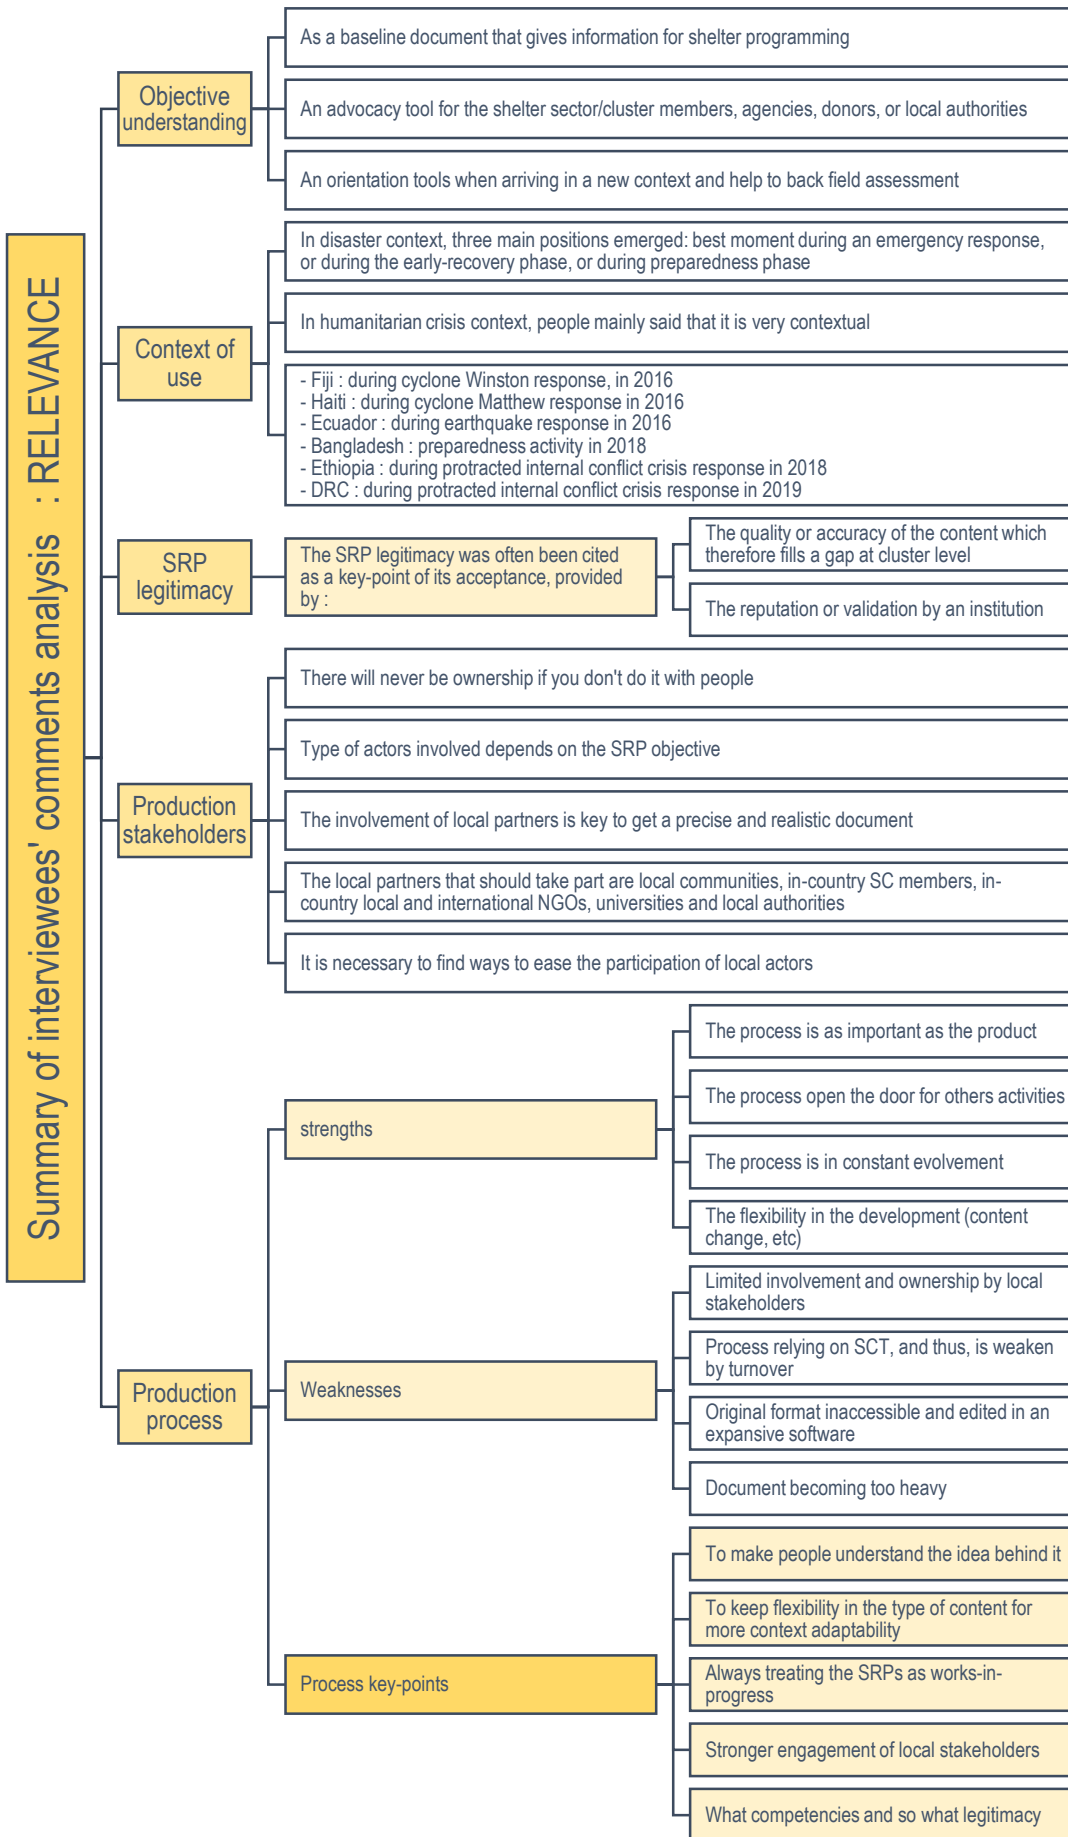 Summary of interviewees' comments analysis : RELEVANCE
Objective
understanding
As a baseline document that gives information for shelter programming
An advocacy tool for the shelter sector/cluster members, agencies, donors, or local authorities
An orientation tools when arriving in a new context and help to back field assessment
Context of
use
In disaster context, three main positions emerged: best moment during an emergency response,
or during the early-recovery phase, or during preparedness phase
In humanitarian crisis context, people mainly said that it is very contextual
- Fiji : during cyclone Winston response, in 2016
- Haiti : during cyclone Matthew response in 2016
- Ecuador : during earthquake response in 2016
- Bangladesh : preparedness activity in 2018
- Ethiopia : during protracted internal conflict crisis response in 2018
- DRC : during protracted internal conflict crisis response in 2019
SRP
legitimacy
The SRP legitimacy was often been cited
as a key-point of its acceptance, provided
by :
The quality or accuracy of the content which
therefore fills a gap at cluster level
The reputation or validation by an institution
Production
stakeholders
There will never be ownership if you don't do it with people
Type of actors involved depends on the SRP objective
The involvement of local partners is key to get a precise and realistic document
The local partners that should take part are local communities, in-country SC members, in-
country local and international NGOs, universities and local authorities
It is necessary to find ways to ease the participation of local actors
Production
process
strengths
The process is as important as the product
The process open the door for others activities
The process is in constant evolvement
The flexibility in the development (content
change, etc)
Weaknesses
Limited involvement and ownership by local
stakeholders
Process relying on SCT, and thus, is weaken
by turnover
Original format inaccessible and edited in an
expansive software
Document becoming too heavy
Process key-points
To make people understand the idea behind it
To keep flexibility in the type of content for
more context adaptability
Always treating the SRPs as works-in-
progress
Stronger engagement of local stakeholders
What competencies and so what legitimacy